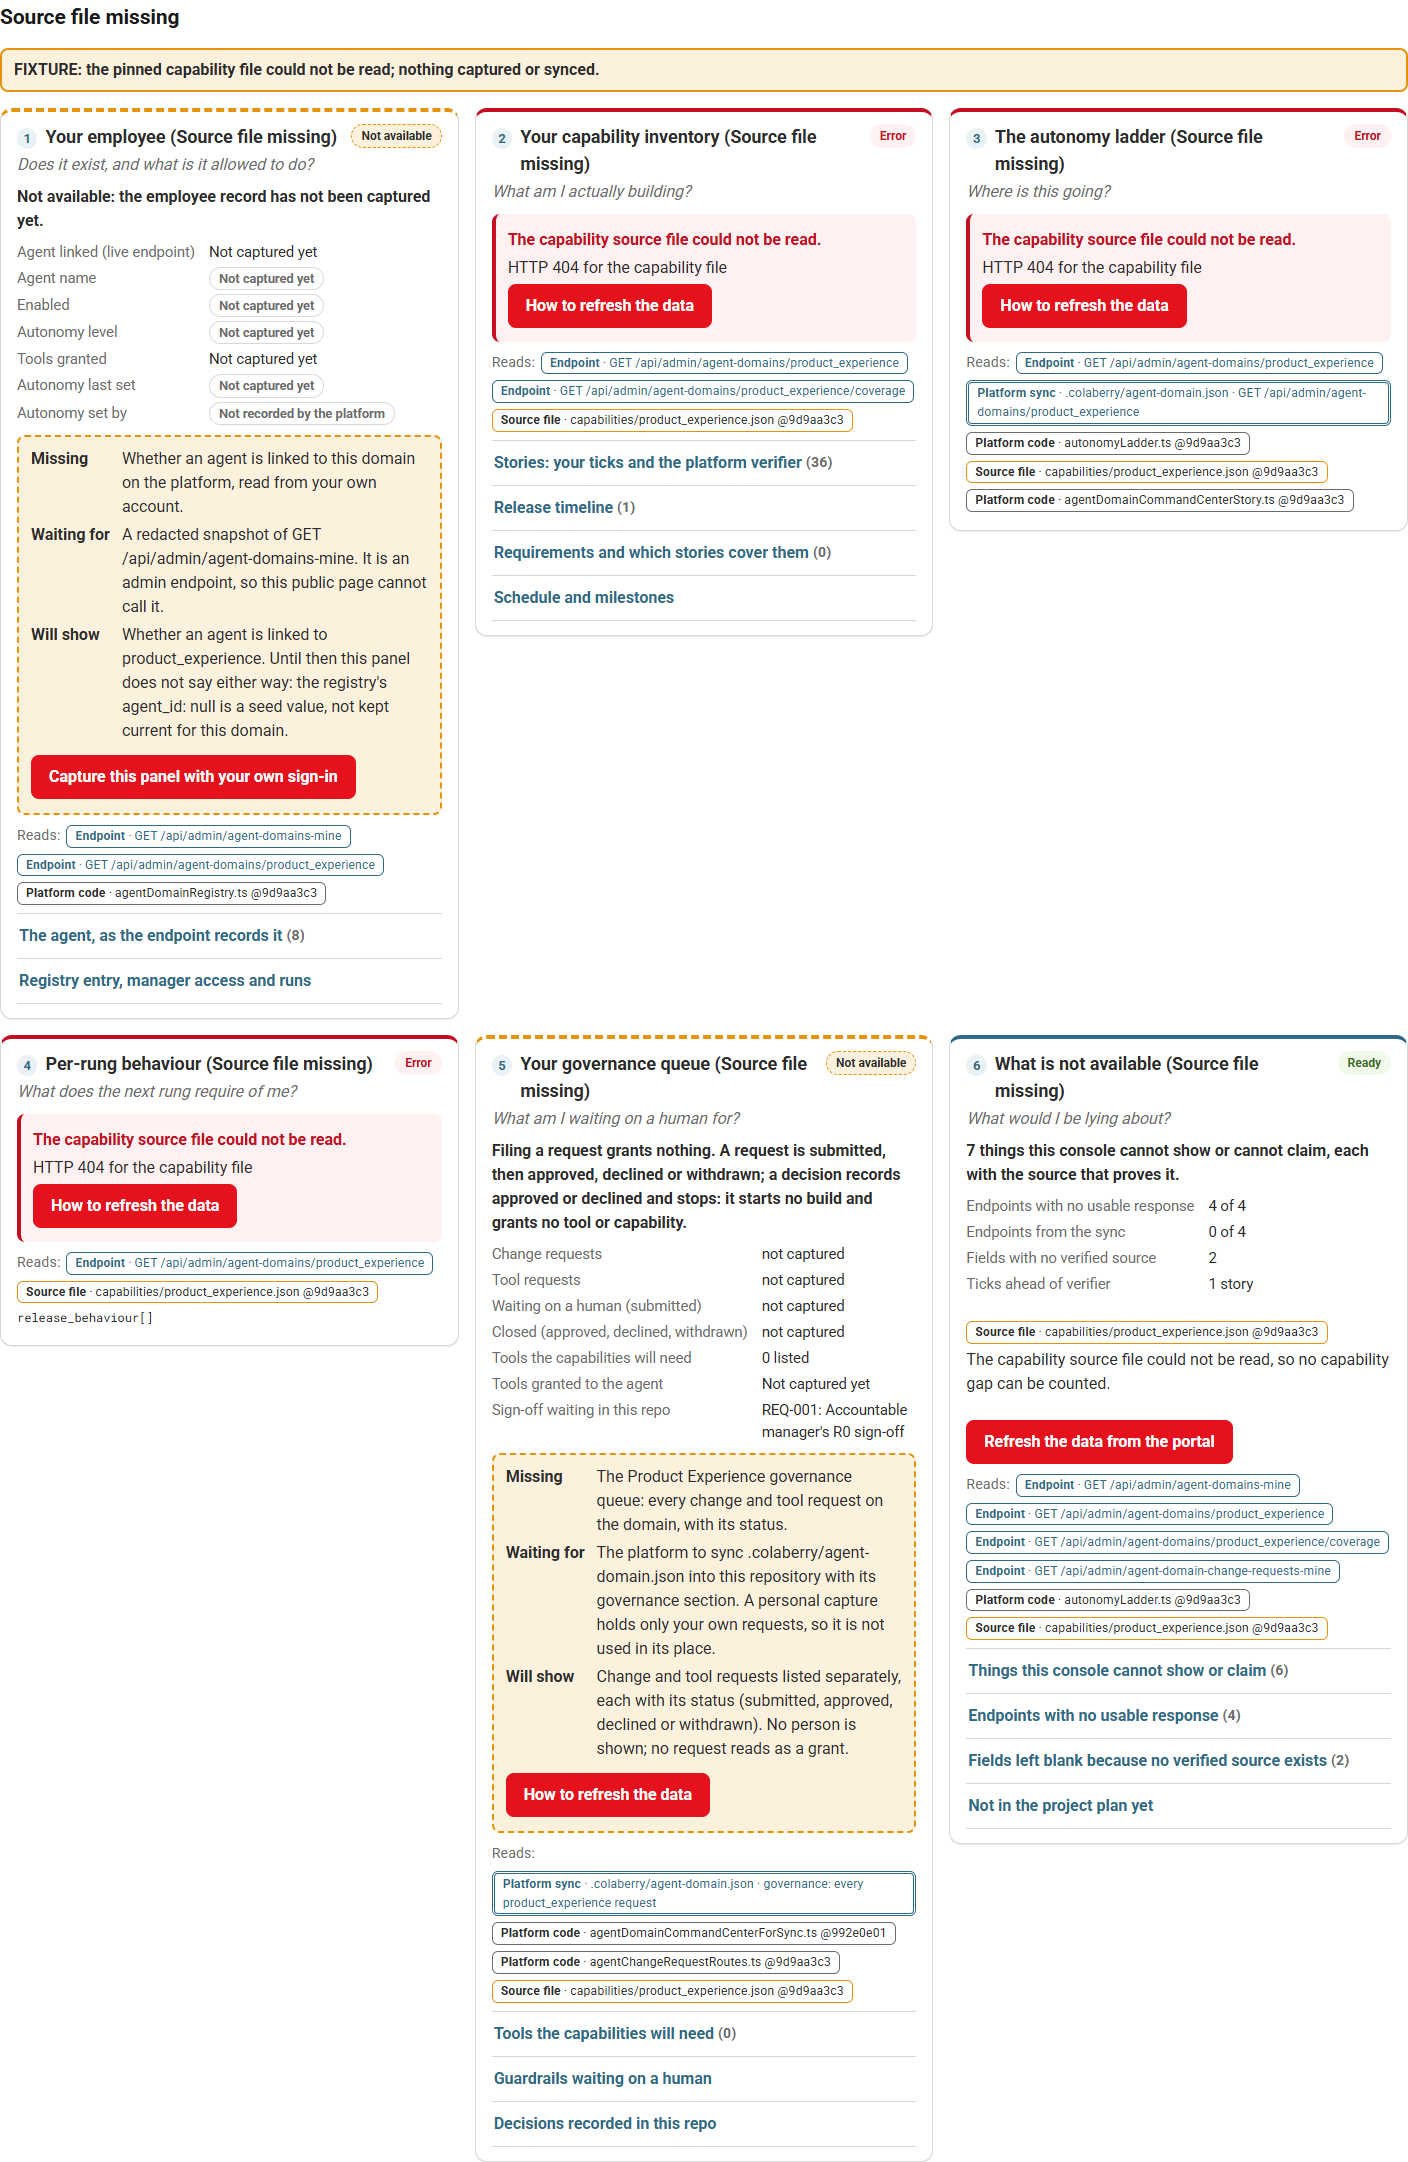 Source file missing
FIXTURE: the pinned capability file could not be read; nothing captured or synced.
1 Your employee (Source file missing) Not available
Does it exist, and what is it allowed to do?
Not available: the employee record has not been captured
yet.
Agent linked (live endpoint) Not captured yet
Agent name Not captured yet
Enabled Not captured yet
Autonomy level Not captured yet
Tools granted Not captured yet
Autonomy last set Not captured yet
Autonomy set by Not recorded by the platform
Missing Whether an agent is linked to this domain
on the platform, read from your own
account.
Waiting for A redacted snapshot of GET
/api/admin/agent-domains-mine. It is an
admin endpoint, so this public page cannot
call it.
Will show Whether an agent is linked to
product_experience. Until then this panel
does not say either way: the registry's
agent_id: null is a seed value, not kept
current for this domain.
Capture this panel with your own sign-in
Reads: Endpoint · GET /api/admin/agent-domains-mine
Endpoint · GET /api/admin/agent-domains/product_experience
Platform code · agentDomainRegistry.ts @9d9aa3c3
The agent, as the endpoint records it (8)
Registry entry, manager access and runs
2 Your capability inventory (Source file Error
missing)
What am I actually building?
The capability source file could not be read.
HTTP 404 for the capability file
How to refresh the data
Reads: Endpoint · GET /api/admin/agent-domains/product_experience
Endpoint · GET /api/admin/agent-domains/product_experience/coverage
Source file · capabilities/product_experience.json @9d9aa3c3
Stories: your ticks and the platform verifier (36)
Release timeline (1)
Requirements and which stories cover them (0)
Schedule and milestones
3 The autonomy ladder (Source file Error
missing)
Where is this going?
The capability source file could not be read.
HTTP 404 for the capability file
How to refresh the data
Reads: Endpoint · GET /api/admin/agent-domains/product_experience
Platform sync · .colaberry/agent-domain.json · GET /api/admin/agent-
domains/product_experience
Platform code · autonomyLadder.ts @9d9aa3c3
Source file · capabilities/product_experience.json @9d9aa3c3
Platform code · agentDomainCommandCenterStory.ts @9d9aa3c3
4 Per-rung behaviour (Source file missing) Error
What does the next rung require of me?
The capability source file could not be read.
HTTP 404 for the capability file
How to refresh the data
Reads: Endpoint · GET /api/admin/agent-domains/product_experience
Source file · capabilities/product_experience.json @9d9aa3c3
release_behaviour[]
5 Your governance queue (Source file Not available
missing)
What am I waiting on a human for?
Filing a request grants nothing. A request is submitted,
then approved, declined or withdrawn; a decision records
approved or declined and stops: it starts no build and
grants no tool or capability.
Change requests not captured
Tool requests not captured
Waiting on a human (submitted) not captured
Closed (approved, declined, withdrawn) not captured
Tools the capabilities will need 0 listed
Tools granted to the agent Not captured yet
Sign-off waiting in this repo REQ-001: Accountable
manager's R0 sign-off
Missing The Product Experience governance
queue: every change and tool request on
the domain, with its status.
Waiting for The platform to sync .colaberry/agent-
domain.json into this repository with its
governance section. A personal capture
holds only your own requests, so it is not
used in its place.
Will show Change and tool requests listed separately,
each with its status (submitted, approved,
declined or withdrawn). No person is
shown; no request reads as a grant.
How to refresh the data
Reads:
Platform sync · .colaberry/agent-domain.json · governance: every
product_experience request
Platform code · agentDomainCommandCenterForSync.ts @992e0e01
Platform code · agentChangeRequestRoutes.ts @9d9aa3c3
Source file · capabilities/product_experience.json @9d9aa3c3
Tools the capabilities will need (0)
Guardrails waiting on a human
Decisions recorded in this repo
6 What is not available (Source file Ready
missing)
What would I be lying about?
7 things this console cannot show or cannot claim, each
with the source that proves it.
Endpoints with no usable response 4 of 4
Endpoints from the sync 0 of 4
Fields with no verified source 2
Ticks ahead of verifier 1 story
Source file · capabilities/product_experience.json @9d9aa3c3
The capability source file could not be read, so no capability
gap can be counted.
Refresh the data from the portal
Reads: Endpoint · GET /api/admin/agent-domains-mine
Endpoint · GET /api/admin/agent-domains/product_experience
Endpoint · GET /api/admin/agent-domains/product_experience/coverage
Endpoint · GET /api/admin/agent-domain-change-requests-mine
Platform code · autonomyLadder.ts @9d9aa3c3
Source file · capabilities/product_experience.json @9d9aa3c3
Things this console cannot show or claim (6)
Endpoints with no usable response (4)
Fields left blank because no verified source exists (2)
Not in the project plan yet